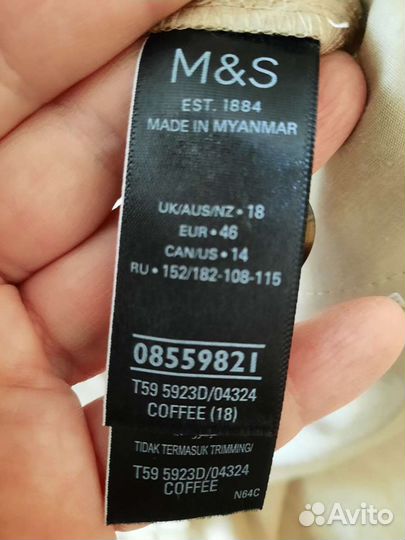 M&S
EST. 1884
MADE IN MYANMAR
UK/AUS/NZ • 18
EUR • 46
CAN/US • 14
RU • 152/182-108-115
08559821
T59 5923D/04324
COFFEE (18)
TIDAK TERMASUK TRIMMING/
T59 5923D/04324
COFFEE
N64C
Avito